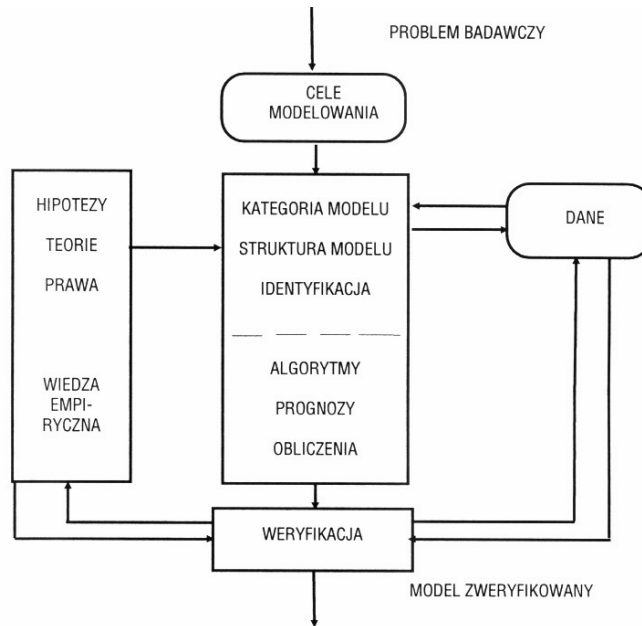 PROBLEM BADAWCZY
CELE
MODELOWANIA
HIPOTEZY
TEORIE
PRAWA
WIEDZA
EMPI-
RYCZNA
KATEGORIA MODELU
STRUKTURA MODELU
IDENTYFIKACJA
ALGORYTMY
PROGNOZY
OBLICZENIA
DANE
WERYFIKACJA
MODEL ZWERYFIKOWANY